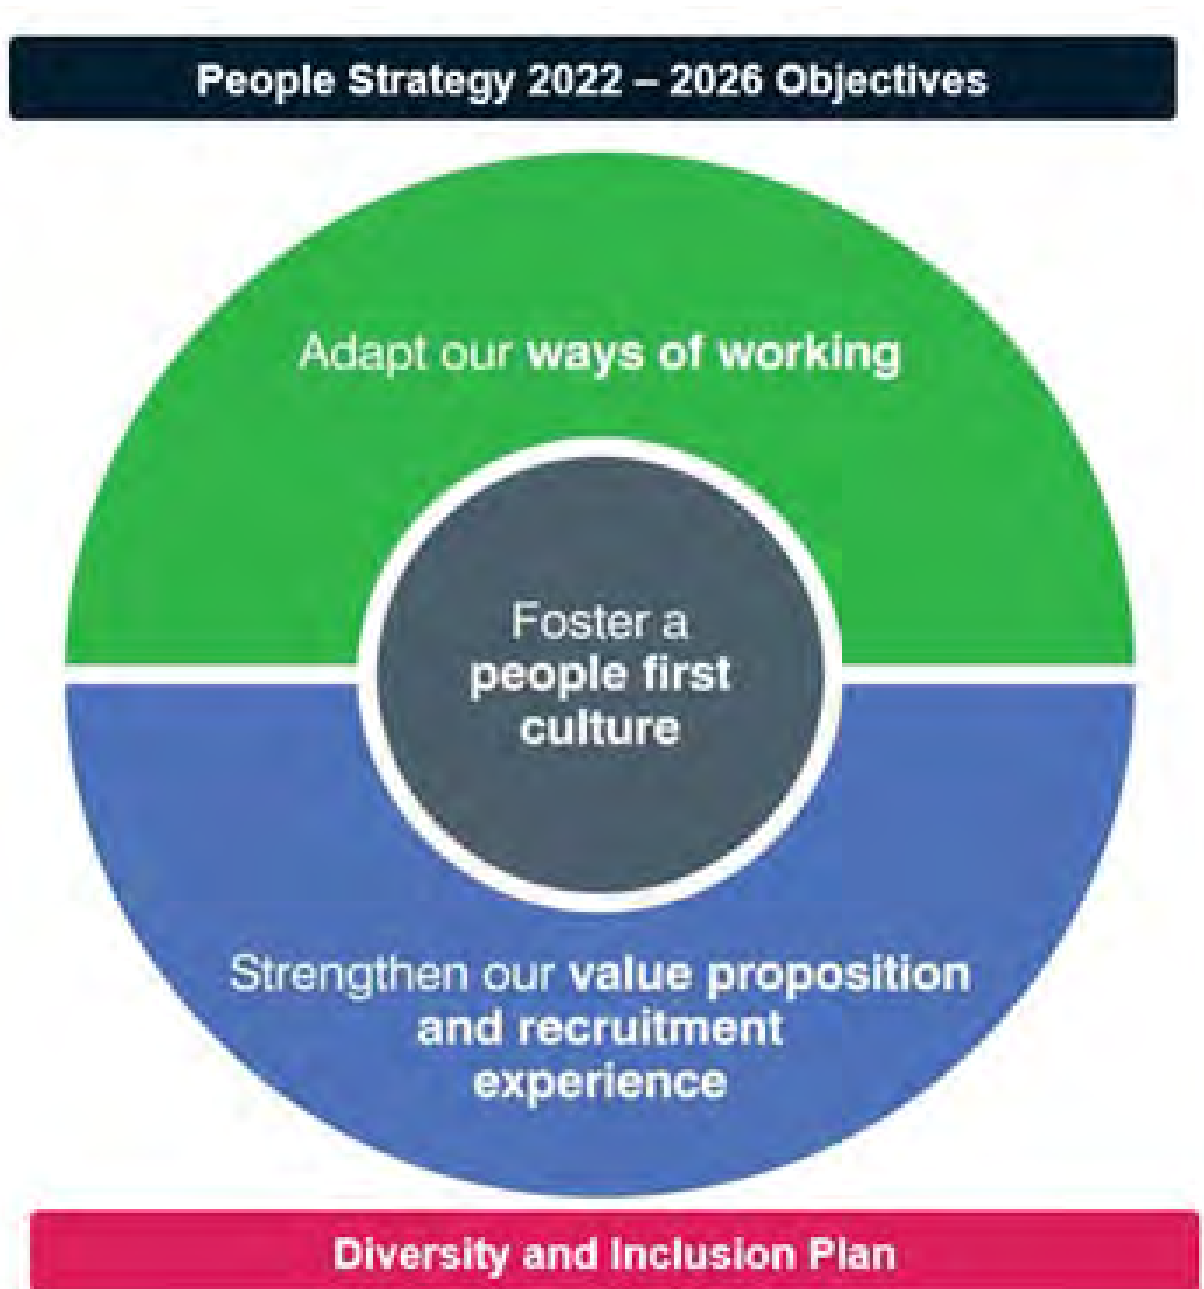 People Strategy 2022 – 2026 Objectives
Adapt our ways of working
Foster a
people first
culture
Strengthen our value proposition
and recruitment
experience
Diversity and Inclusion Plan